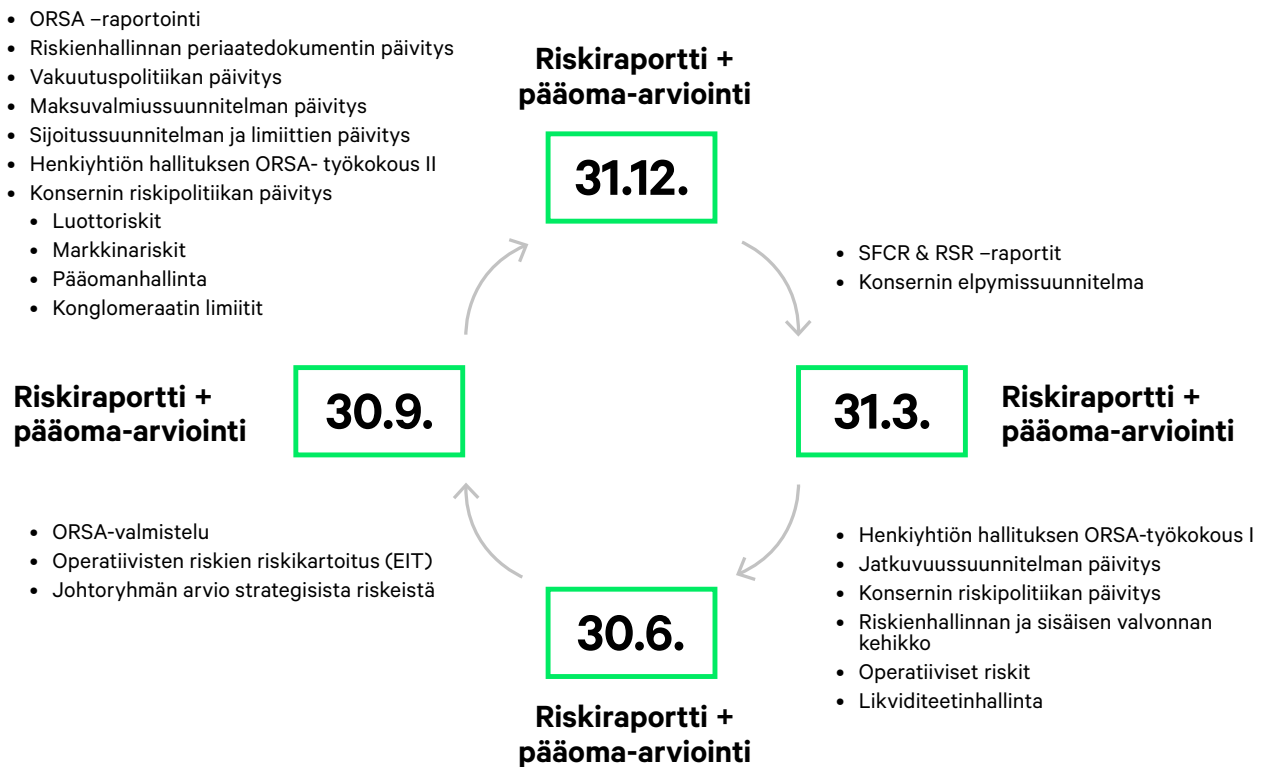 • ORSA –raportointi
• Riskienhallinnan periaatedokumentin päivitys
• Vakuutuspolitiikan päivitys
• Maksuvalmiussuunnitelman päivitys
• Sijoitussuunnitelman ja limiittien päivitys
• Henkiyhtiön hallituksen ORSA- työkokous II
• Konsernin riskipolitiikan päivitys
• Luottoriskit
• Markkinariskit
• Pääomanhallinta
• Konglomeraatin limiitit
Riskiraportti +
pääoma-arviointi
31.12.
• SFCR & RSR –raportit
• Konsernin elpymissuunnitelma
Riskiraportti +
pääoma-arviointi
30.9.
31.3.
Riskiraportti +
pääoma-arviointi
• ORSA-valmistelu
• Operatiivisten riskien riskikartoitus (EIT)
• Johtoryhmän arvio strategisista riskeistä
• Henkiyhtiön hallituksen ORSA-työkokous I
• Jatkuvuussuunnitelman päivitys
• Konsernin riskipolitiikan päivitys
• Riskienhallinnan ja sisäisen valvonnan
kehikko
• Operatiiviset riskit
• Likviditeetinhallinta
30.6.
Riskiraportti +
pääoma-arviointi